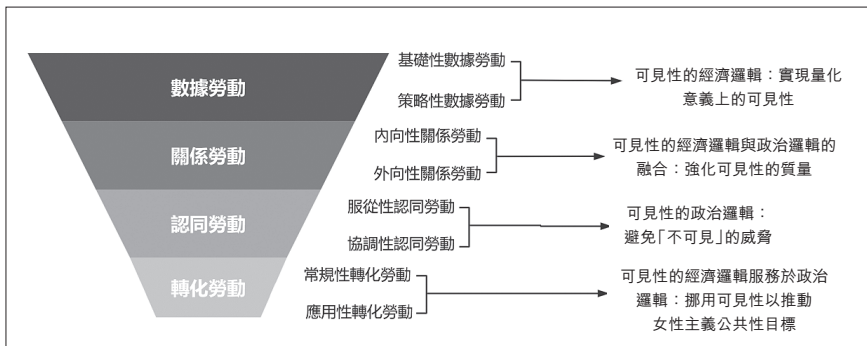 數據勞動
基礎性數據勞動
策略性數據勞動
可見性的經濟邏輯：實現量化
意義上的可見性
關係勞動
內向性關係勞動
外向性關係勞動
可見性的經濟邏輯與政治邏輯的
融合：強化可見性的質量
認同勞動
服從性認同勞動
協調性認同勞動
可見性的政治邏輯：
避免「不可見」的威脅
轉化勞動
常規性轉化勞動
應用性轉化勞動
可見性的經濟邏輯服務於政治
邏輯：挪用可見性以推動
女性主義公共性目標